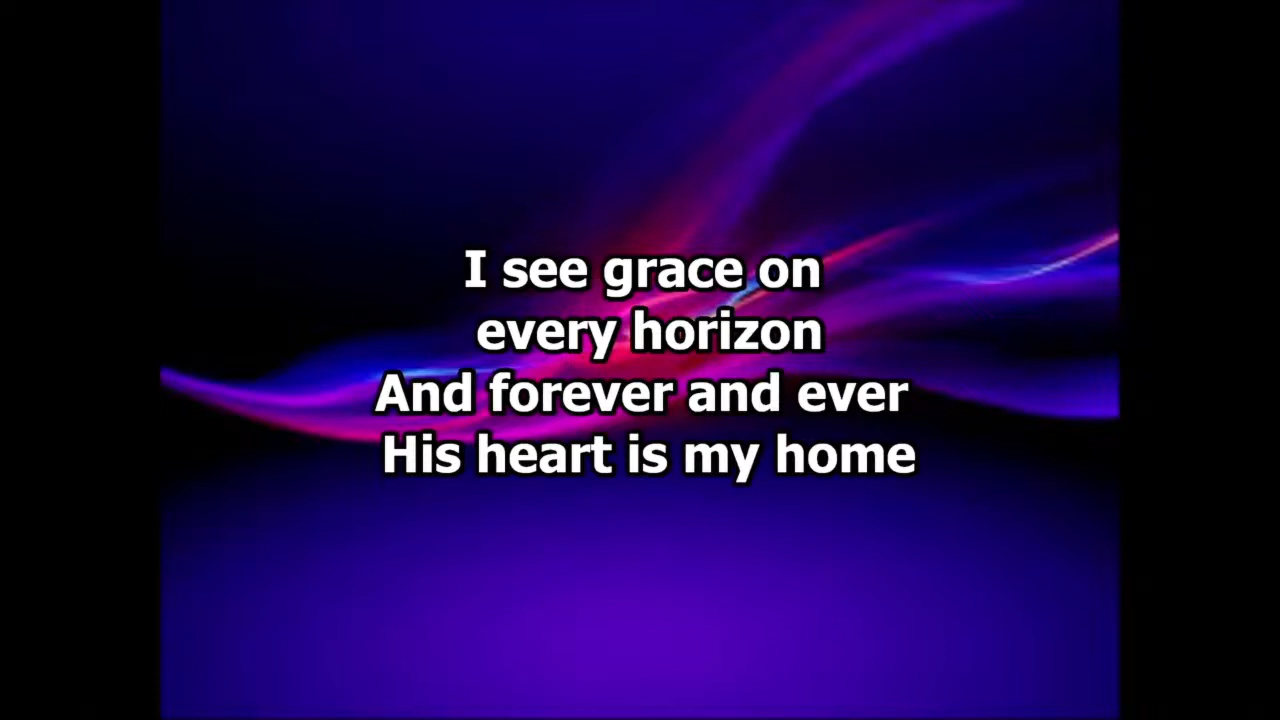 I see grace on
every horizon
And forever and ever
His heart is my home